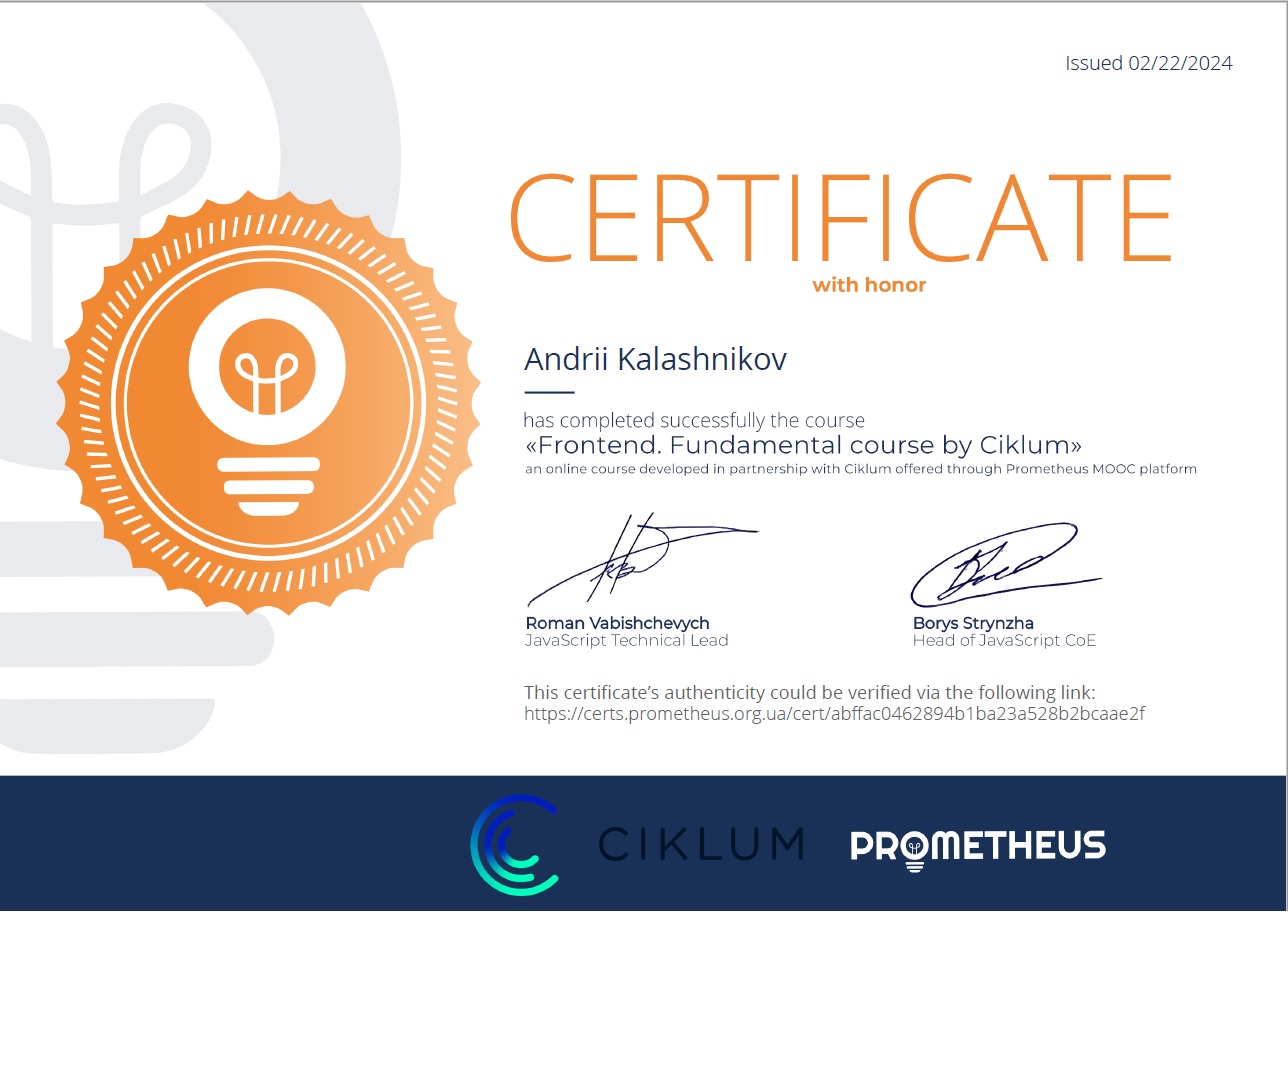 Issued 02/22/2024
CERTIFICATE
with honor
Andrii Kalashnikov
has completed successfully the course
«Frontend. Fundamental course by Ciklum»
an online course developed in partnership with Ciklum offered through Prometheus MOOC platform
Roman Vabishchevych
JavaScript Technical Lead
Borys Strynzha
Head of JavaScript CoE
This certificate’s authenticity could be verified via the following link:
https://certs.prometheus.org.ua/cert/abffac0462894b1ba23a528b2bcaae2f
CIKLUM
PROMETHEUS